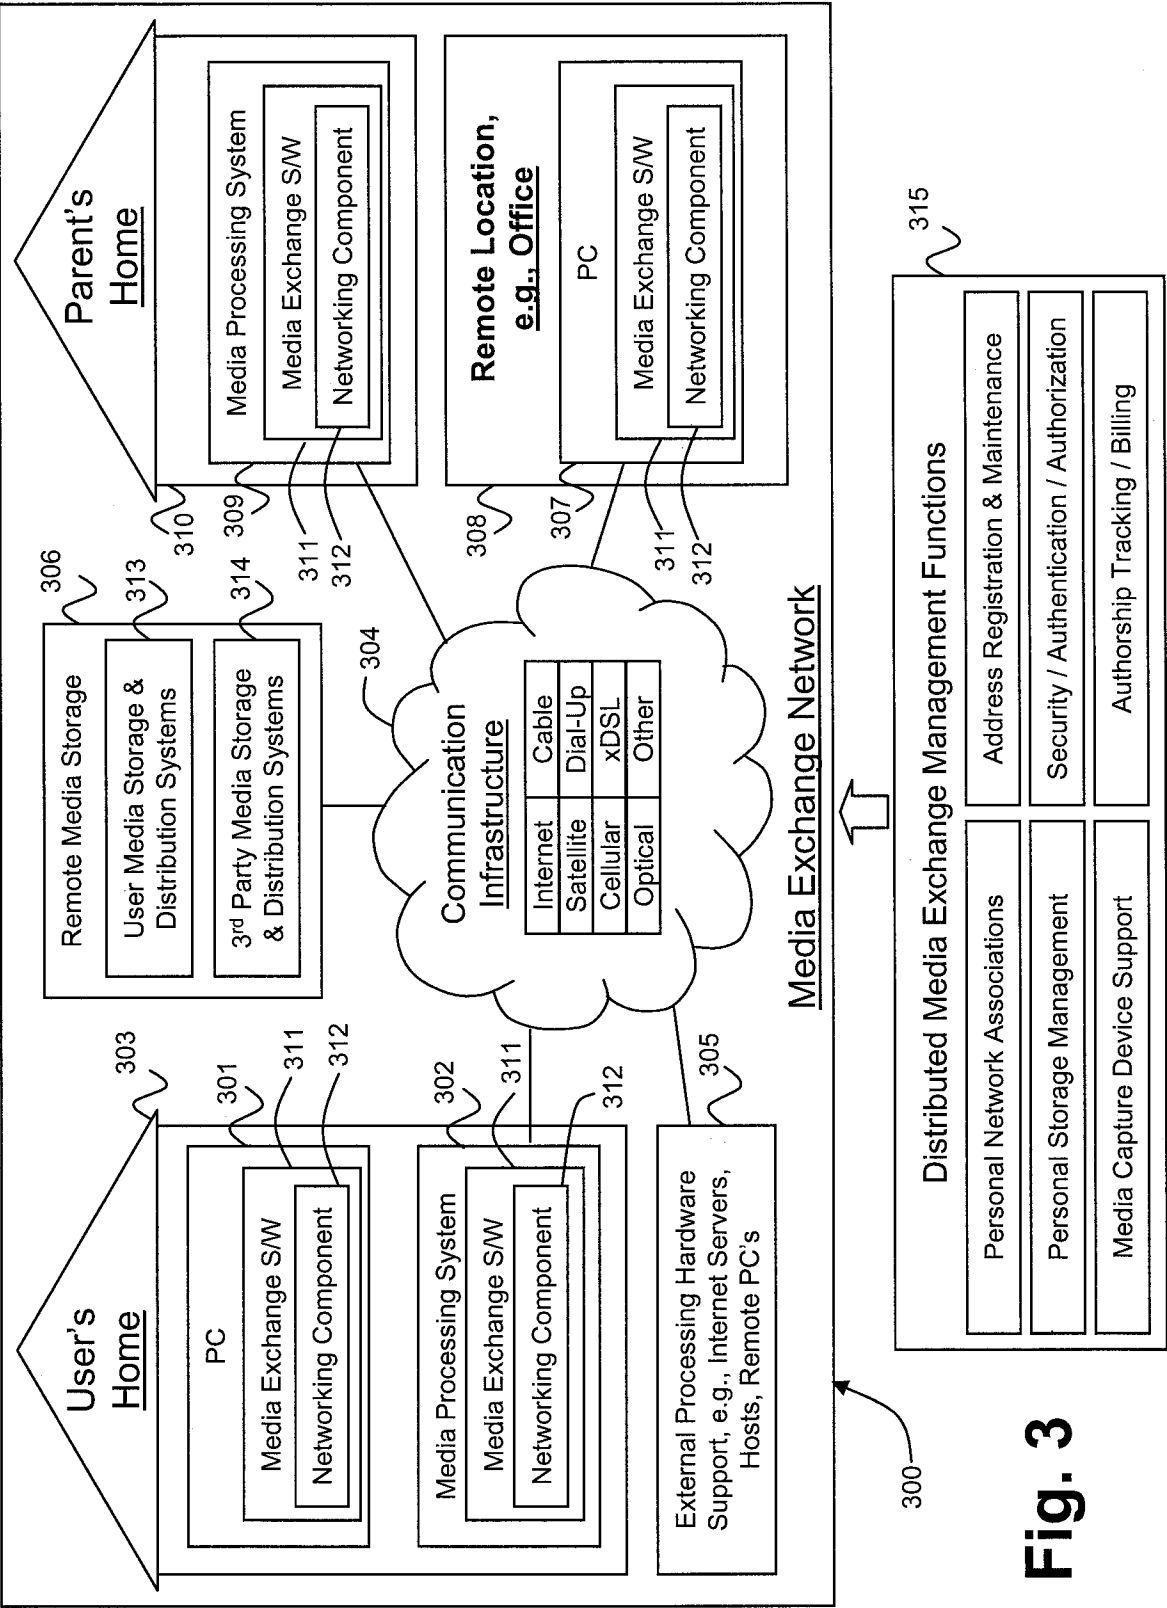 User's
Home
303
PC
301
Media Exchange S/W
311
Networking Component
312
Media Processing System
302
Media Exchange S/W
311
Networking Component
312
External Processing Hardware
Support, e.g., Internet Servers,
Hosts, Remote PC's
305
Remote Media Storage
306
User Media Storage &
Distribution Systems
313
3rd Party Media Storage
& Distribution Systems
314
304
Communication
Infrastructure
Internet Cable
Satellite Dial-Up
Cellular xDSL
Optical Other
Parent's
Home
310
Media Processing System
309
Media Exchange S/W
311
Networking Component
312
Remote Location,
e.g., Office
308
PC
307
Media Exchange S/W
311
Networking Component
312
Media Exchange Network
300
315
Distributed Media Exchange Management Functions
Personal Network Associations
Address Registration & Maintenance
Personal Storage Management
Security / Authentication / Authorization
Media Capture Device Support
Authorship Tracking / Billing
Fig. 3